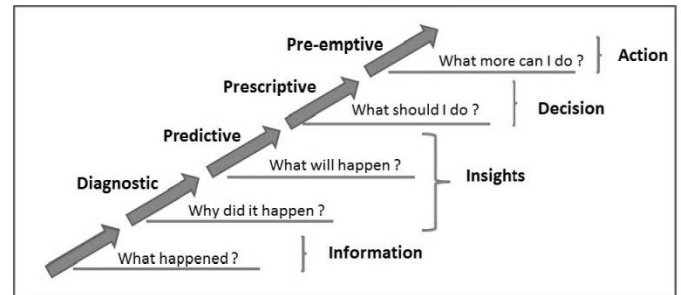 Pre-emptive
What more can I do ?
Action
Prescriptive
What should I do ?
Decision
Predictive
What will happen ?
Insights
Diagnostic
Why did it happen ?
What happened ?
Information